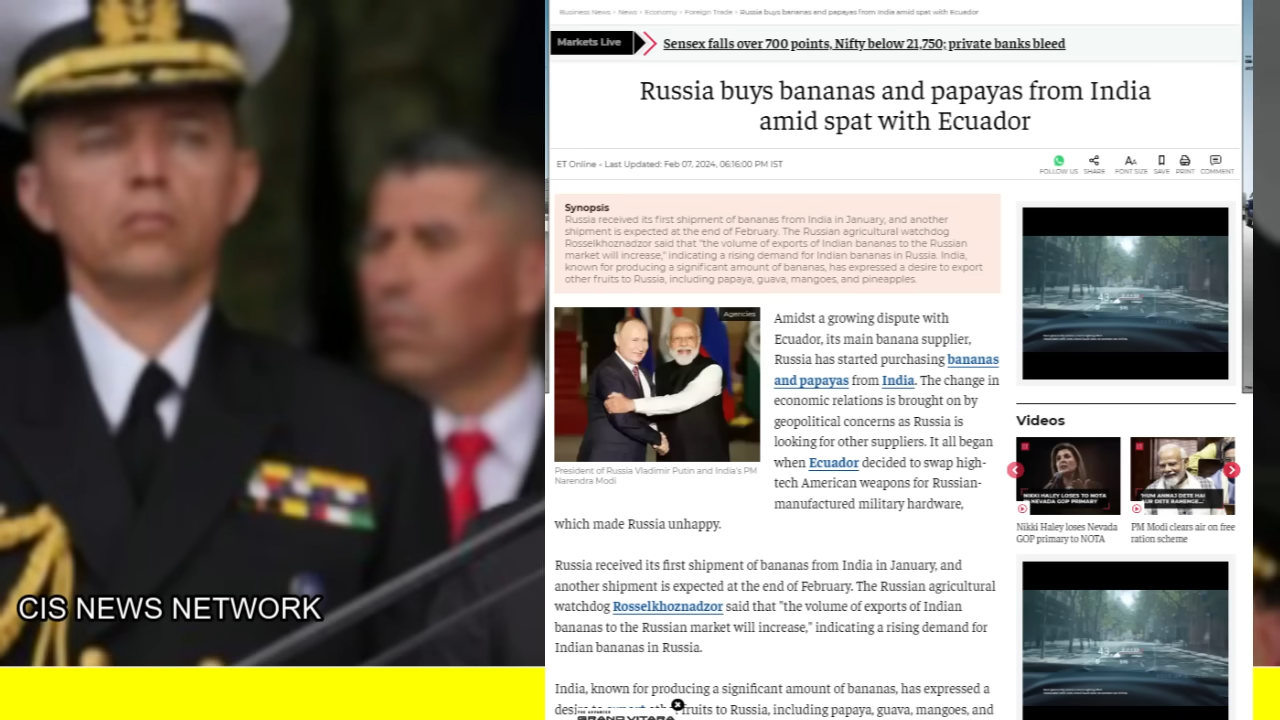 Business News › News › Economy › Foreign Trade › Russia buys bananas and papayas from India amid spat with Ecuador
Markets Live
Sensex falls over 700 points, Nifty below 21,750; private banks bleed
Russia buys bananas and papayas from India
amid spat with Ecuador
ET Online • Last Updated: Feb 07, 2024, 06:16:00 PM IST
FOLLOW US
SHARE
FONT SIZE
SAVE
PRINT
COMMENT
Synopsis
Russia received its first shipment of bananas from India in January, and another
shipment is expected at the end of February. The Russian agricultural watchdog
Rosselkhoznadzor said that "the volume of exports of Indian bananas to the Russian
market will increase," indicating a rising demand for Indian bananas in Russia. India,
known for producing a significant amount of bananas, has expressed a desire to export
other fruits to Russia, including papaya, guava, mangoes, and pineapples.
Agencies
President of Russia Vladimir Putin and India's PM
Narendra Modi
Amidst a growing dispute with
Ecuador, its main banana supplier,
Russia has started purchasing bananas
and papayas from India. The change in
economic relations is brought on by
geopolitical concerns as Russia is
looking for other suppliers. It all began
when Ecuador decided to swap high-
tech American weapons for Russian-
manufactured military hardware,
which made Russia unhappy.
Russia received its first shipment of bananas from India in January, and
another shipment is expected at the end of February. The Russian agricultural
watchdog Rosselkhoznadzor said that "the volume of exports of Indian
bananas to the Russian market will increase," indicating a rising demand for
Indian bananas in Russia.
India, known for producing a significant amount of bananas, has expressed a
fruits to Russia, including papaya, guava, mangoes, and
GRAND VITARA
Videos
NIKKI HALEY LOSES TO NOTA
NEVADA GOP PRIMARY
Nikki Haley loses Nevada
GOP primary to NOTA
PM Modi clears air on free
ration scheme
CIS NEWS NETWORK